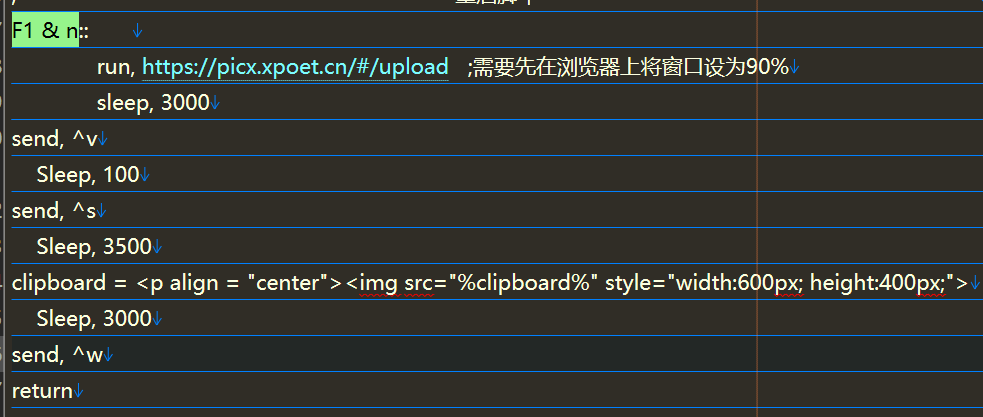 F1 & n::
run, https://picx.xpoet.cn/#/upload ;需要先在浏览器上将窗口设为90%
sleep, 3000
send, ^v
Sleep, 100
send, ^s
Sleep, 3500
clipboard = <p align = "center"><img src="%clipboard%" style="width:600px; height:400px;">
Sleep, 3000
send, ^w
return